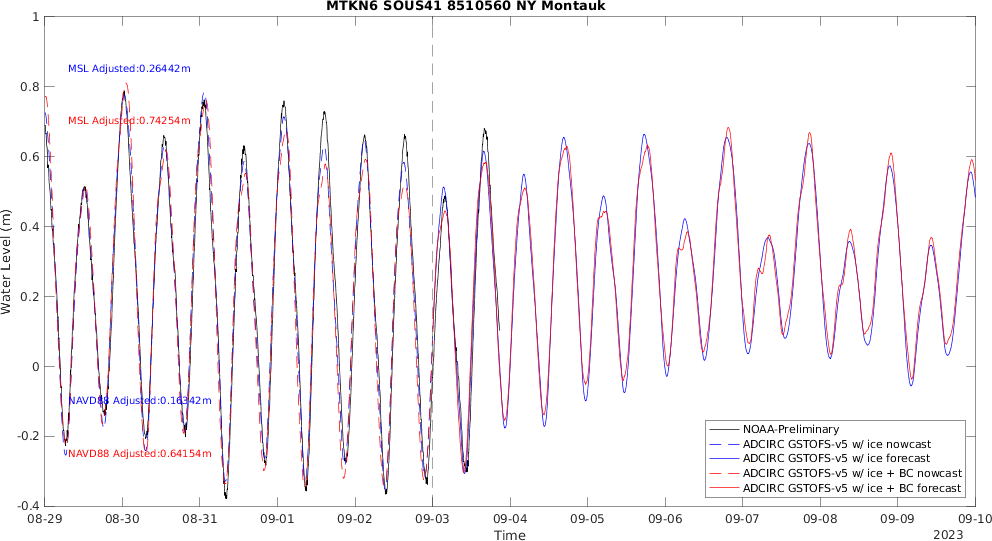 MTKN6 SOUS41 8510560 NY Montauk
1
0.8
0.6
0.4
0.2
0
-0.2
-0.4
Water Level (m)
MSL Adjusted:0.26442m
MSL Adjusted:0.74254m
NAVD88 Adjusted:0.16342m
NAVD88 Adjusted:0.64154m
NOAA-Preliminary
ADCIRC GSTOFS-v5 w/ ice nowcast
ADCIRC GSTOFS-v5 w/ ice forecast
ADCIRC GSTOFS-v5 w/ ice + BC nowcast
ADCIRC GSTOFS-v5 w/ ice + BC forecast
08-29 08-30 08-31 09-01 09-02 09-03 09-04 09-05 09-06 09-07 09-08 09-09 09-10
Time
2023